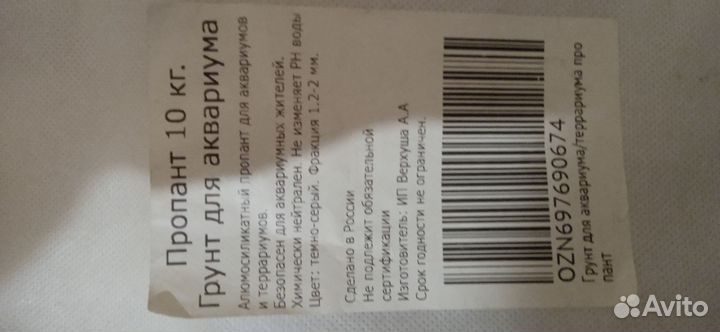 Пропант 10 кг.
Грунт для аквариума
Алюмосиликатный пропант для аквариумов
и террариумов.
Безопасен для аквариумных жителей.
Химически нейтрален. Не изменяет PH воды
Цвет: темно-серый. Фракция 1.2-2 мм.
Сделано в России
Не подлежит обязательной
сертификации
Изготовитель: ИП Верхуша А.А
Срок годности не ограничен.
OZN697690674
Грунт для аквариума/террариума про
пант
Avito